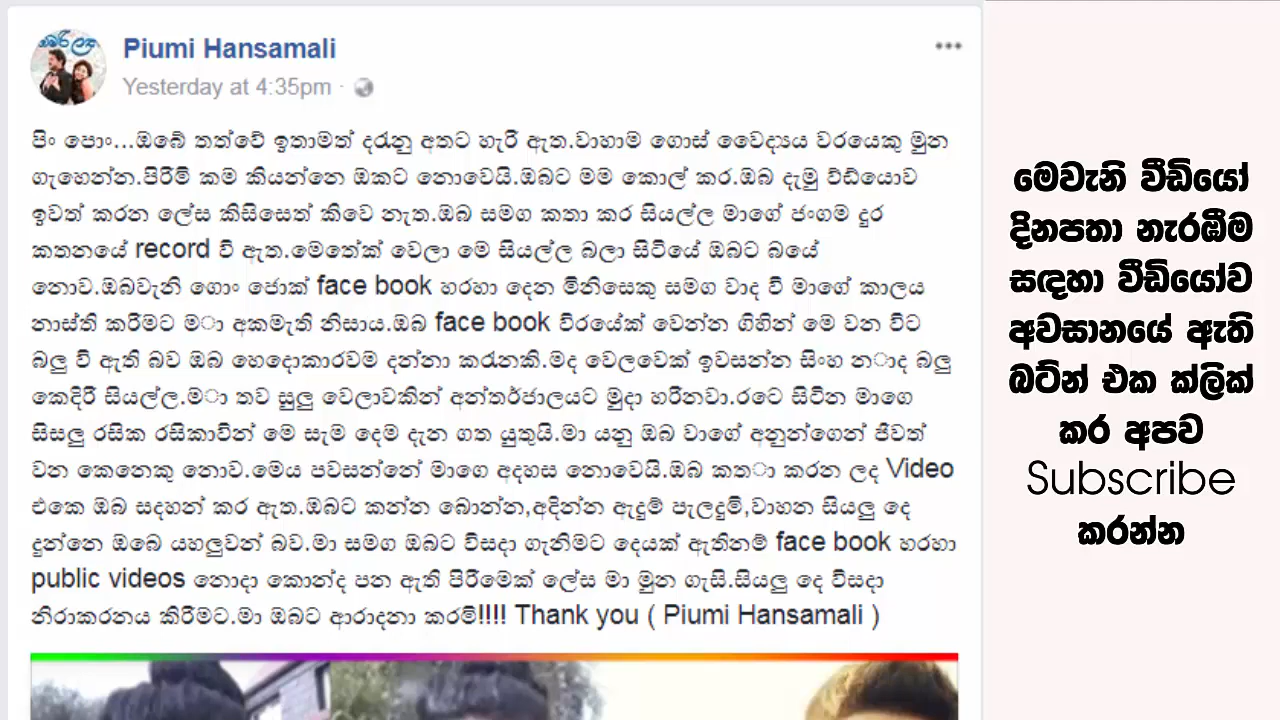 Piumi Hansamali
Yesterday at 4:35pm ·
පිං පොං...ඔබේ තත්වේ ඉතාමත් දරැනු අතට හැරී ඇත.වාහාම ගොස් වෛද්‍යය වරයෙකු මුන
ගැහෙන්න.පිරිමි කම කියන්නෙ ඔකට නොවෙයි.ඔබට මම කොල් කර.ඔබ දැමු විඩියොව
ඉවත් කරන ලේස කිසිසෙත් කිවෙ නැත.ඔබ සමග කතා කර සියල්ල මාගේ ජංගම දුර
කතනයේ record වි ඇත.මෙතේක් වෙලා මෙ සියල්ල බලා සිටියේ ඔබට බයේ
නොව.ඔබවැනි ගොං ජොක් face book හරහා දෙන මිනිසෙකු සමග වාද වි මාගේ කාලය
නාස්ති කරිමට මා අකමැති නිසාය.ඔබ face book විරයේක් වෙන්න ගිහින් මෙ වන විට
බලු වි ඇති බව ඔබ හෙදොකාරවම දන්නා කරැනකි.මද වෙලවෙක් ඉවසන්න සිංහ නාද බලු
කෙදිරි සියල්ල.මා තව සුලු වෙලාවකින් අන්තර්ජාලයට මුදා හරිනවා.රටෙ සිටින මාගෙ
සිසලු රසික රසිකාවින් මෙ සැම දෙම දැන ගත යුතුයි.මා යනු ඔබ වාගේ අනුන්ගෙන් ජිවත්
වන කෙනෙකු නොව.මෙය පවසන්නේ මාගෙ අදහස නොවෙයි.ඔබ කතා කරන ලද Video
එකෙ ඔබ සදහන් කර ඇත.ඔබට කන්න බොන්න,අදින්න ඇදුම් පැලදුම්,වාහන සියලු දෙ
දුන්නෙ ඔබෙ යහලුවන් බව.මා සමග ඔබට විසදා ගැනිමට දෙයක් ඇතිනම් face book හරහා
public videos නොදා කොන්ද පන ඇති පිරිමෙක් ලේස මා මුන ගැසි.සියලු දෙ විසදා
නිරාකරනය කිරීමට.මා ඔබට ආරාදනා කරමි!!!! Thank you ( Piumi Hansamali )
මෙවැනි වීඩියෝ
දිනපතා නැරඹීම
සඳහා වීඩියෝව
අවසානයේ ඇති
බටන් එක ක්ලික්
කර අපව
Subscribe
කරන්න